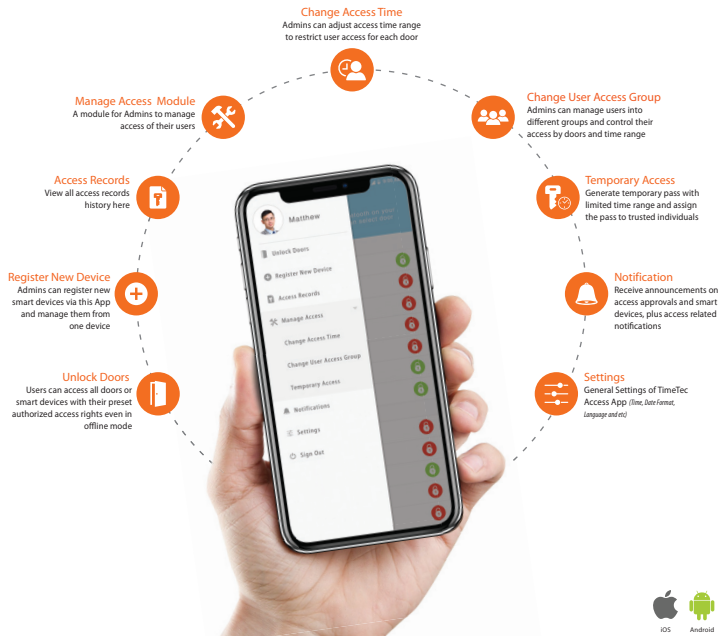 Change Access Time
Admins can adjust access time range
to restrict user access for each door
Manage Access Module
A module for Admins to manage
access of their users
Change User Access Group
Admins can manage users into
different groups and control their
access by doors and time range
Access Records
View all access records
history here
Temporary Access
Generate temporary pass with
limited time range and assign
the pass to trusted individuals
Register New Device
Admins can register new
smart devices via this App
and manage them from
one device
Notification
Receive announcements on
access approvals and smart
devices, plus access related
notifications
Unlock Doors
Users can access all doors or
smart devices with their preset
authorized access rights even in
offline mode
Settings
General Settings of TimeTec
Access App (Time, Date Format,
Language and etc)
Matthew
Unlock Doors
Register New Device
Access Records
Manage Access
Change Access Time
Change User Access Group
Temporary Access
Notifications
Settings
Sign Out
iOS
Android